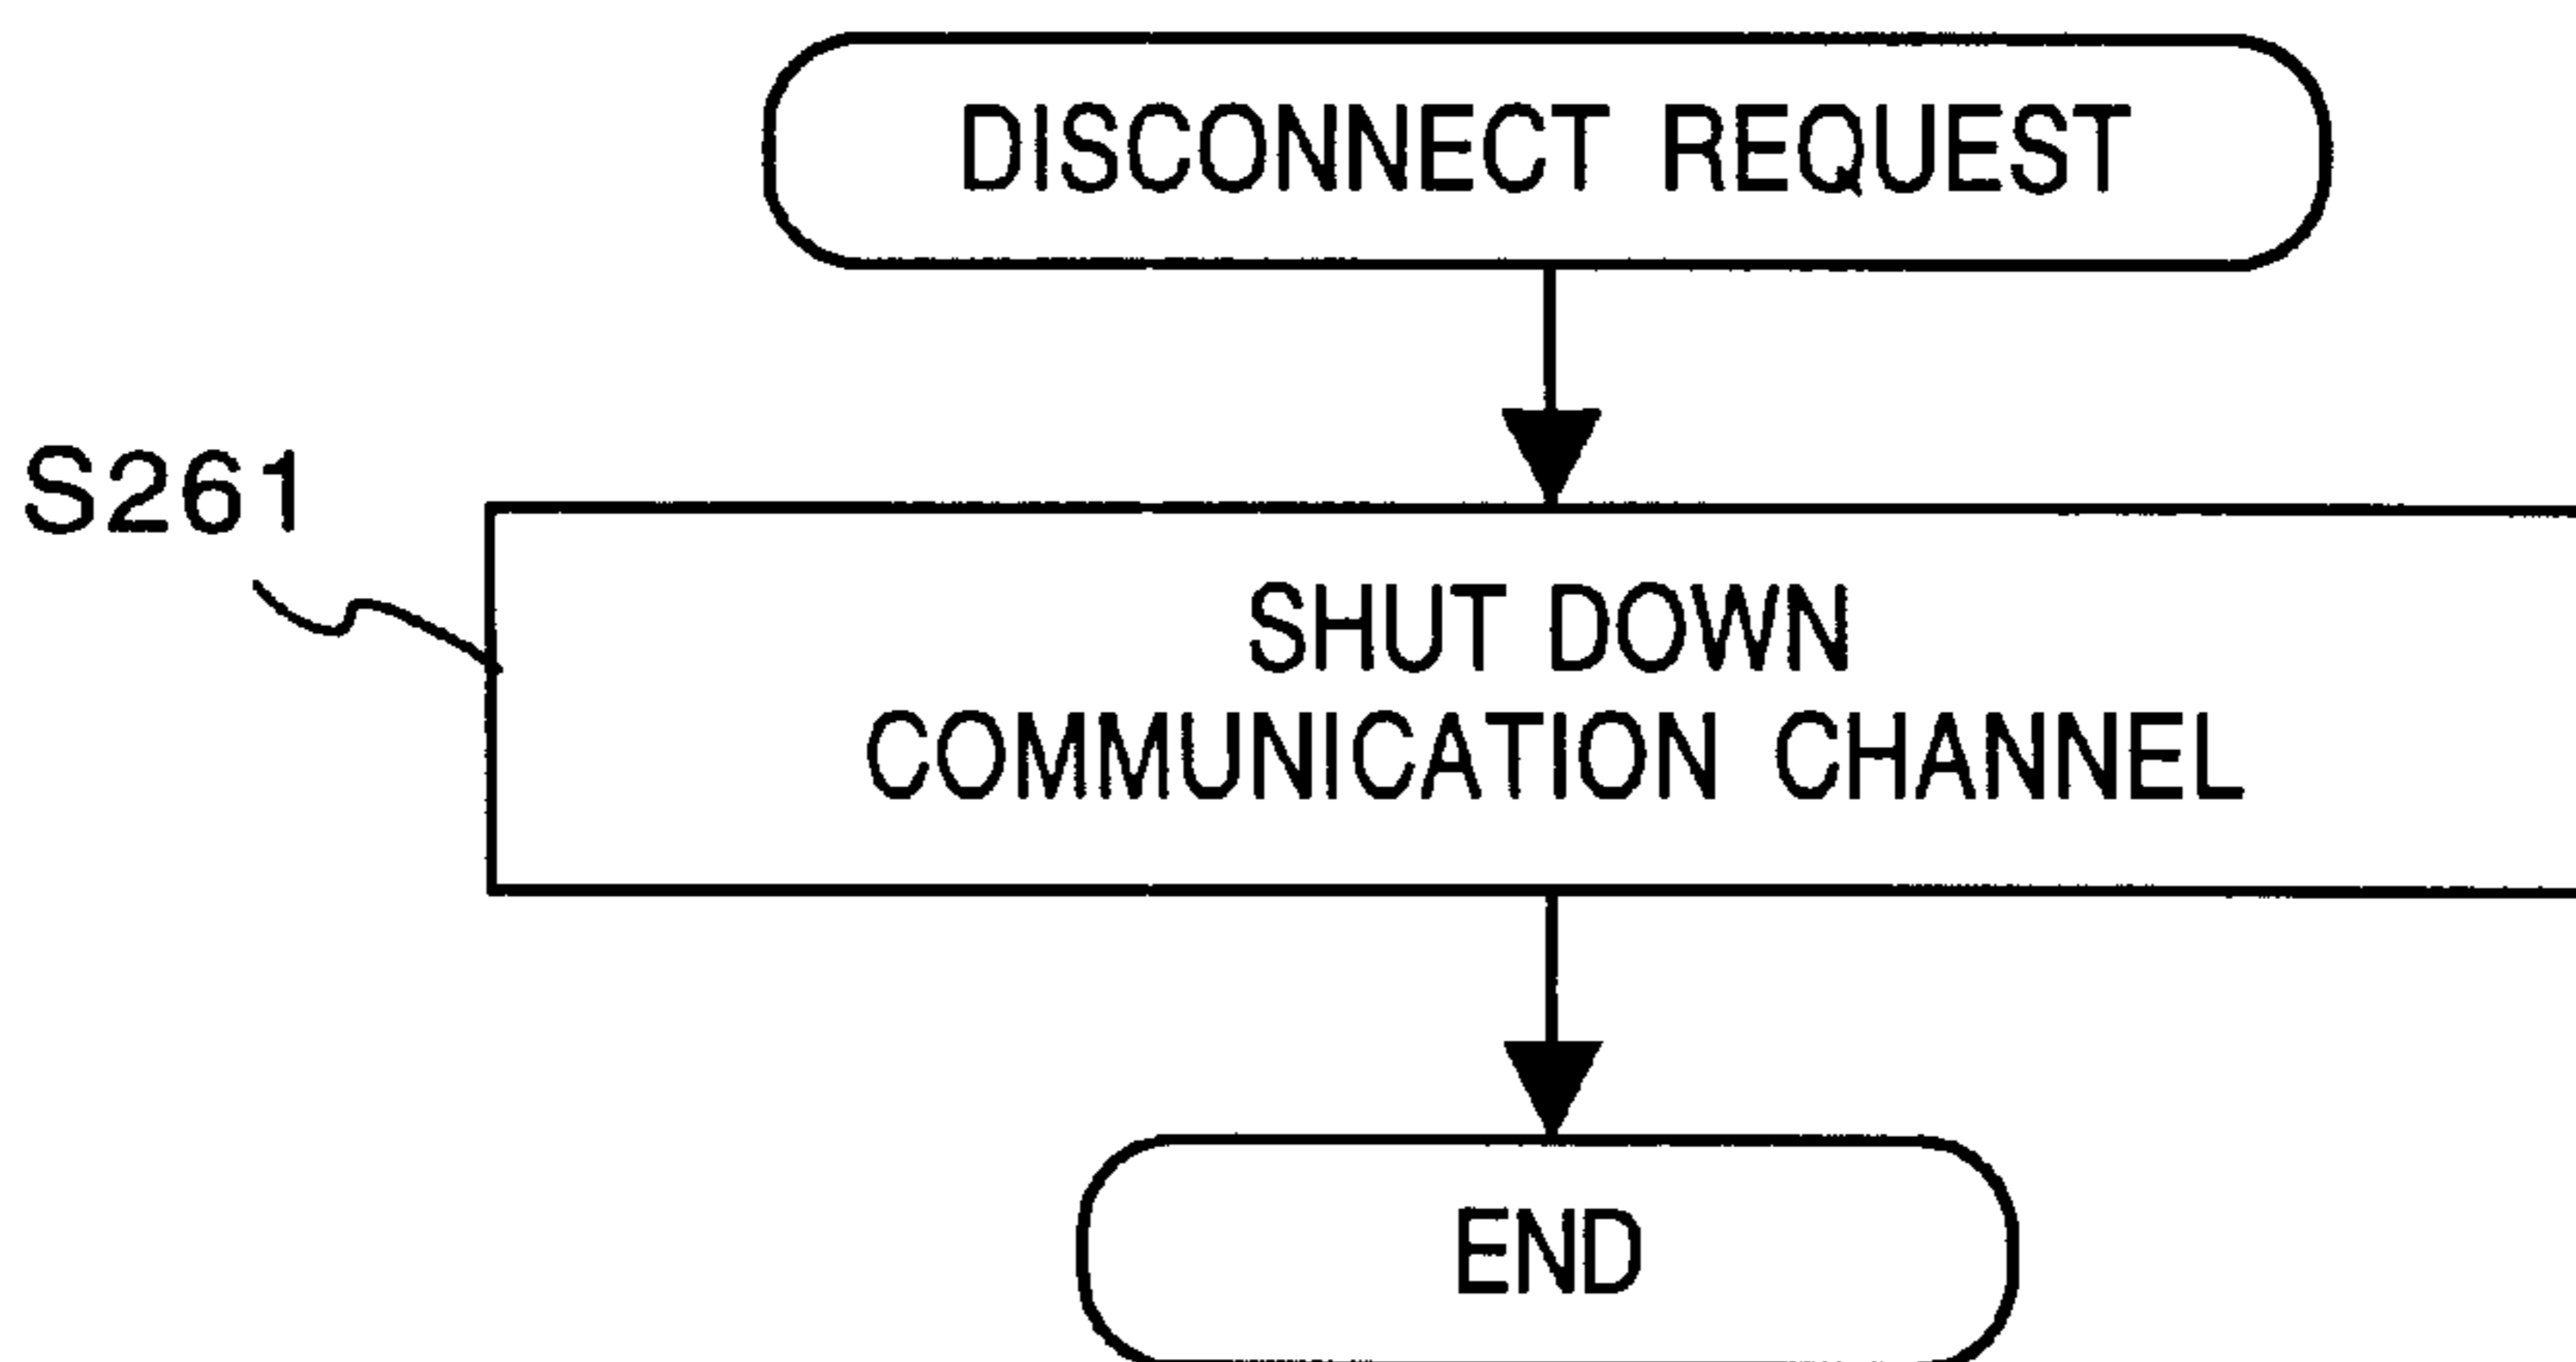 DISCONNECT REQUEST
S261
SHUT DOWN
COMMUNICATION CHANNEL
END